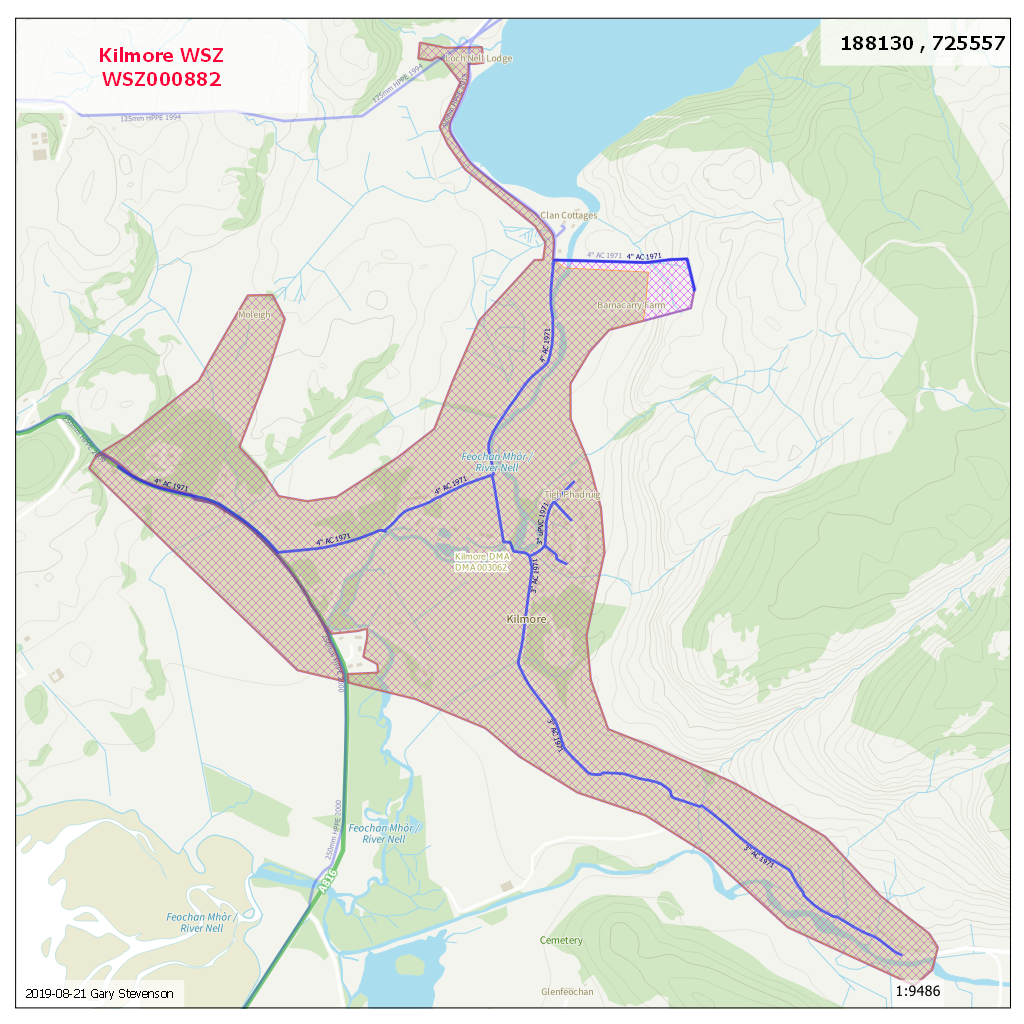 Kilmore WSZ
WSZ000882
188130 , 725557
Loch Nell Lodge
125mm HPPE 1994
125mm HPPE 1994
Clan Cottages
4" AC 1971
4" AC 1971
Barnacarry Farm
Moleigh
4" AC 1971
Feochan Mhòr /
River Nell
4" AC 1971
4" AC 1971
Tigh Phadruig
3" uPVC 1971
4" AC 1971
Kilmore DMA
DMA003062
3" AC 1971
Kilmore
3" AC 1971
250mm HPPE 2000
Feochan Mhòr /
River Nell
3" AC 1971
A816
Feochan Mhòr /
River Nell
Cemetery
Glenfeochan
2019-08-21 Gary Stevenson
1:9486